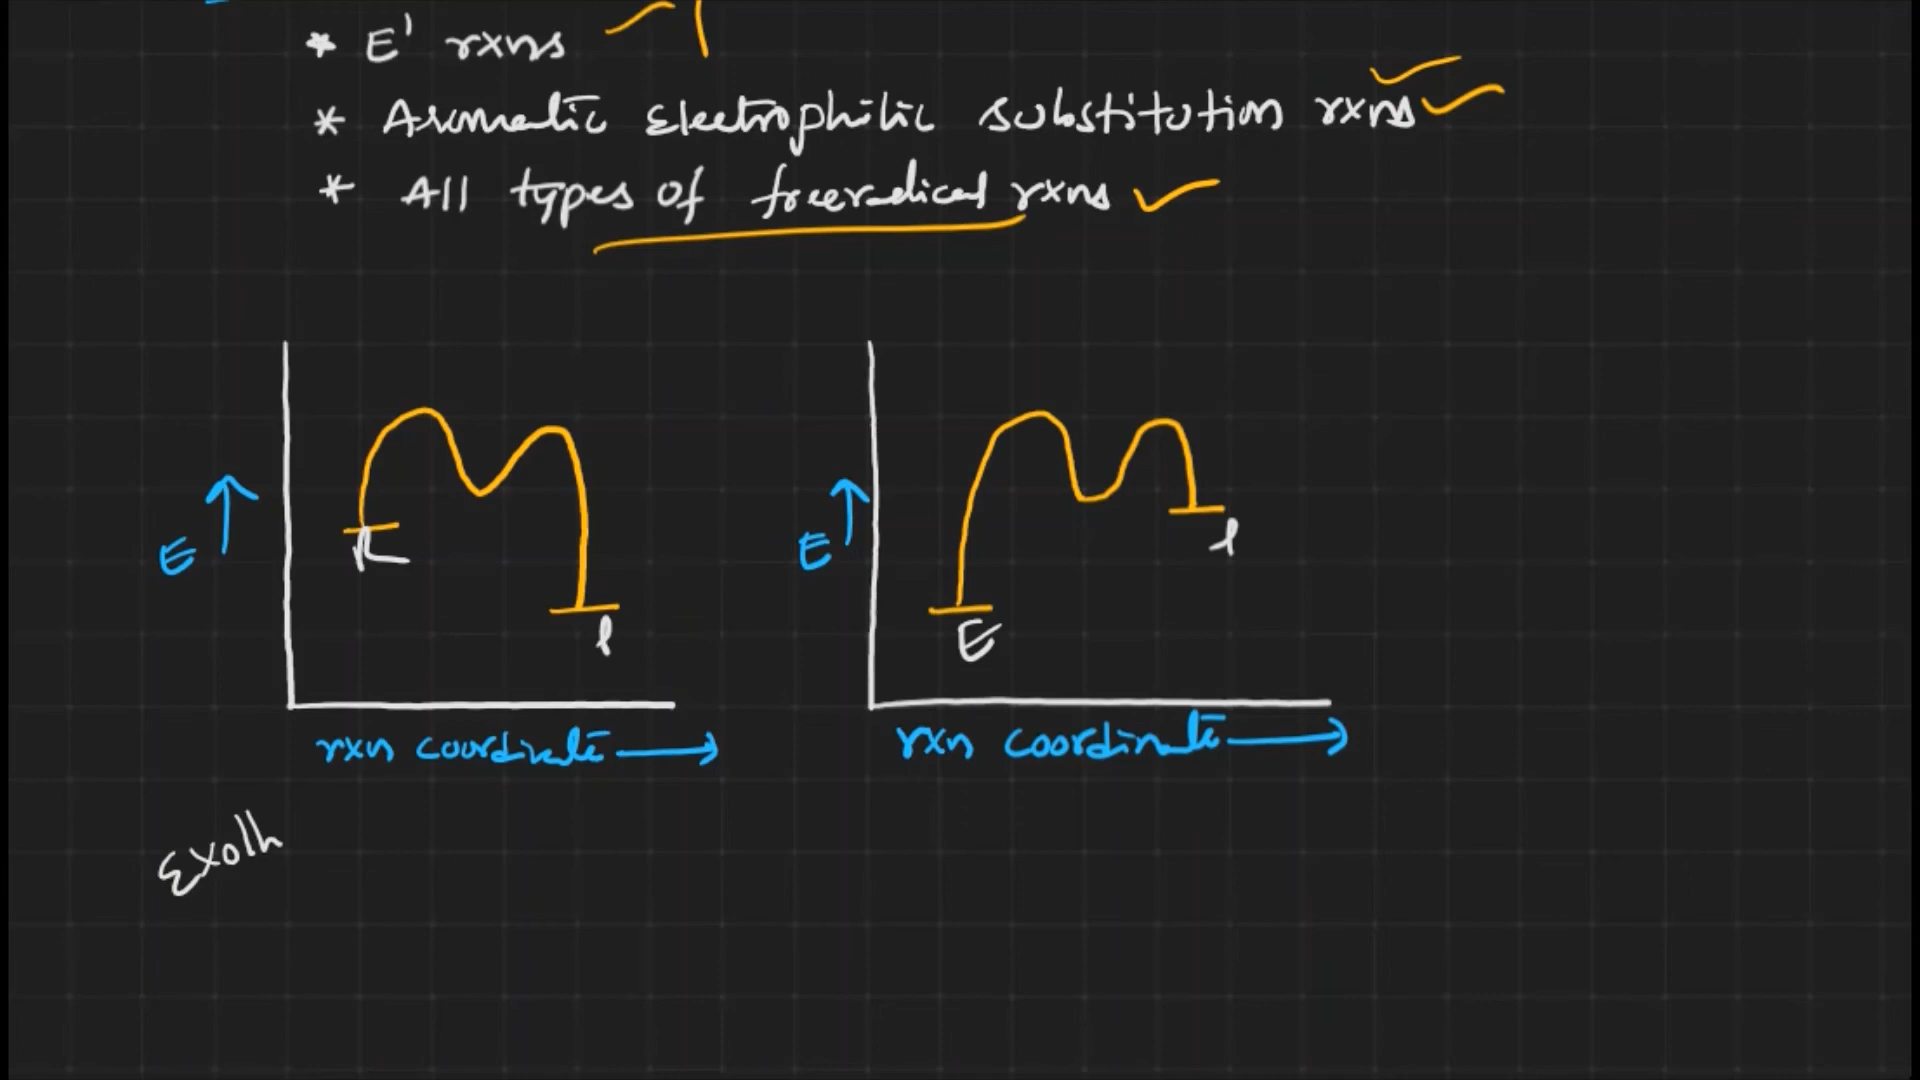 * E' rxns
* Aromatic Electrophilic substitution rxns
* All types of freeradical rxns
E
R
P
rxn coordinate
E
E
P
rxn coordinate
Exoth